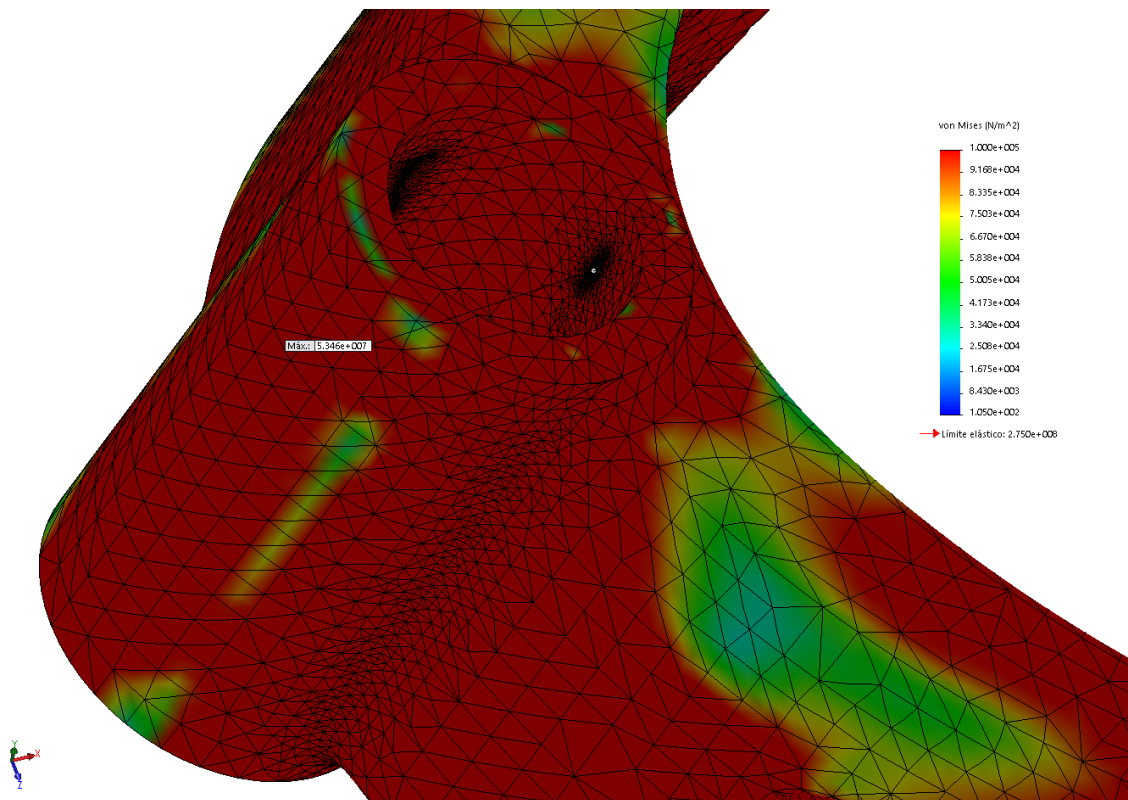 von Mises (N/m^2)
1.000e+005
9.168e+004
8.335e+004
7.503e+004
6.670e+004
5.838e+004
5.005e+004
4.173e+004
3.340e+004
2.508e+004
1.675e+004
8.430e+003
1.050e+002
Límite elástico: 2.750e+008
Máx.: 5.346e+007
Y
X
Z